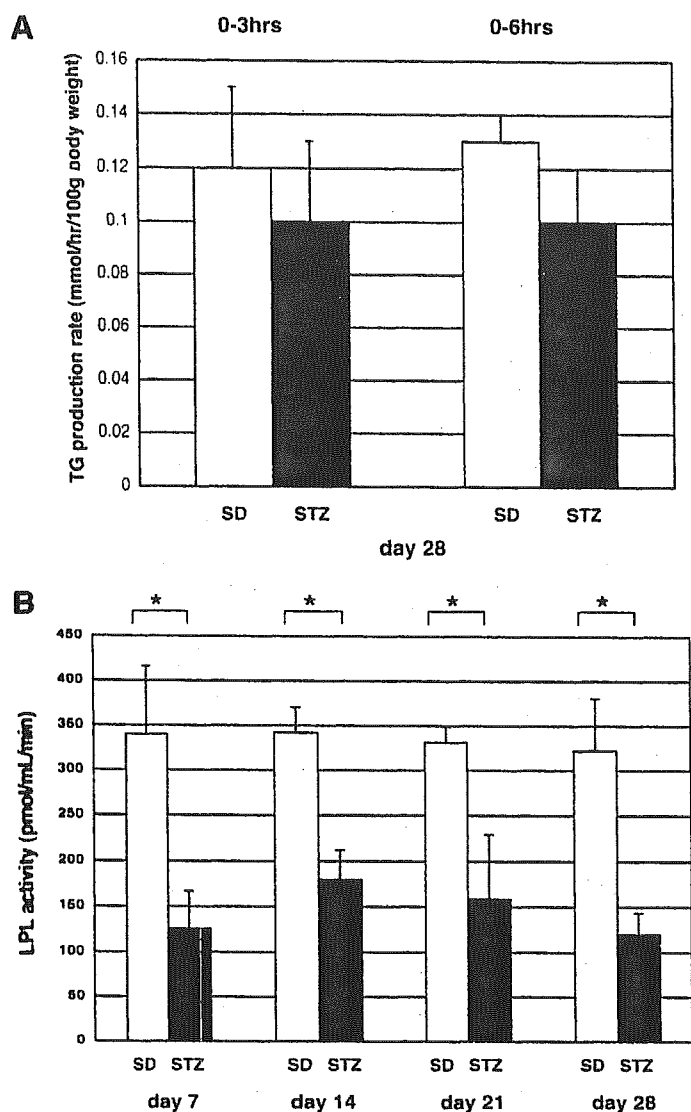 A
0-3hrs 0-6hrs
TG production rate (mmol/hr/100g body weight)
0.16
0.14
0.12
0.1
0.08
0.06
0.04
0.02
0
SD STZ SD STZ
day 28
B
* * * *
LPL activity (pmol/mL/min)
450
400
350
300
250
200
150
100
50
0
SD STZ SD STZ SD STZ SD STZ
day 7 day 14 day 21 day 28